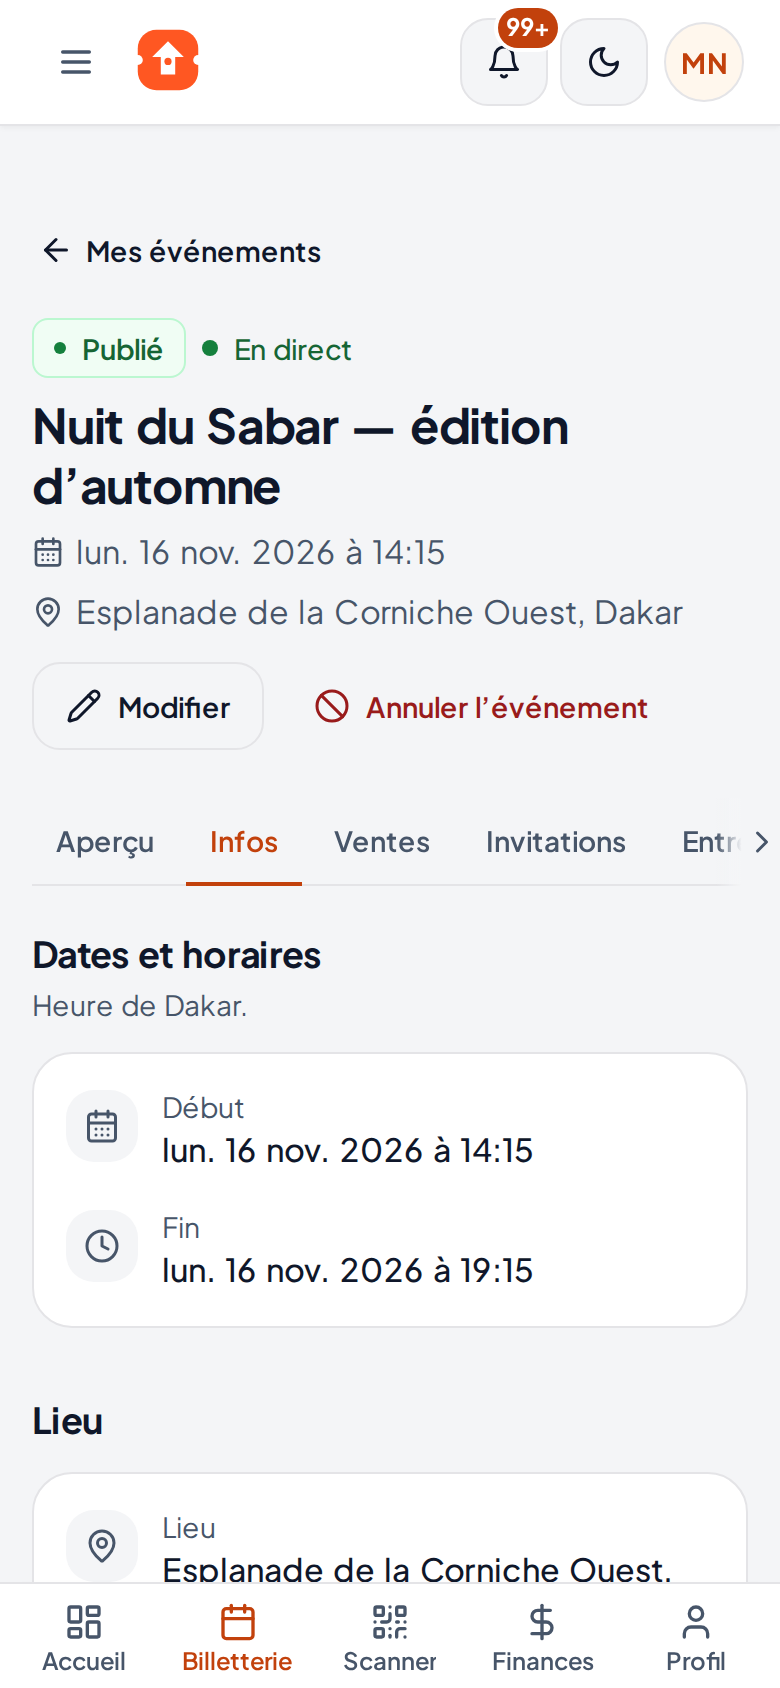 99+
MN
Mes événements
Publié
En direct
Nuit du Sabar — édition
d’automne
lun. 16 nov. 2026 à 14:15
Esplanade de la Corniche Ouest, Dakar
Modifier
Annuler l’événement
Aperçu Infos Ventes Invitations
Dates et horaires
Heure de Dakar.
Début
lun. 16 nov. 2026 à 14:15
Fin
lun. 16 nov. 2026 à 19:15
Lieu
Lieu
Esplanade de la Corniche Ouest,
Accueil Billetterie Scanner Finances Profil